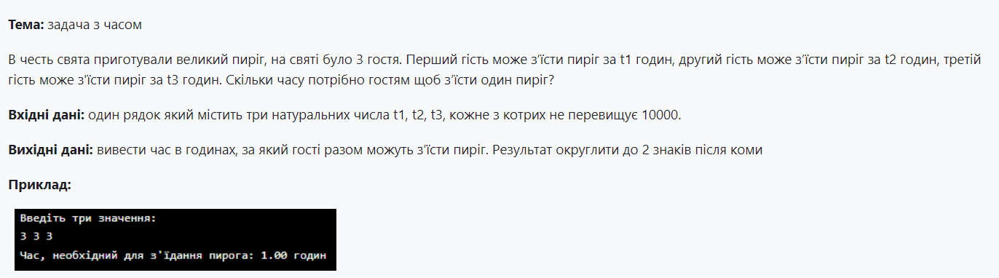 Тема: задача з часом
В честь свята приготували великий пиріг, на святі було 3 гостя. Перший гість може з’їсти пиріг за t1 годин, другий гість може з’їсти пиріг за t2 годин, третій
гість може з'їсти пиріг за t3 годин. Скільки часу потрібно гостям щоб з’їсти один пиріг?
Вхідні дані: один рядок який містить три натуральних числа t1, t2, t3, кожне з котрих не перевищує 10000.
Вихідні дані: вивести час в годинах, за який гості разом можуть з’їсти пиріг. Результат округлити до 2 знаків після коми
Приклад:
Введіть три значення:
3 3 3
Час, необхідний для з'їдання пирога: 1.00 годин